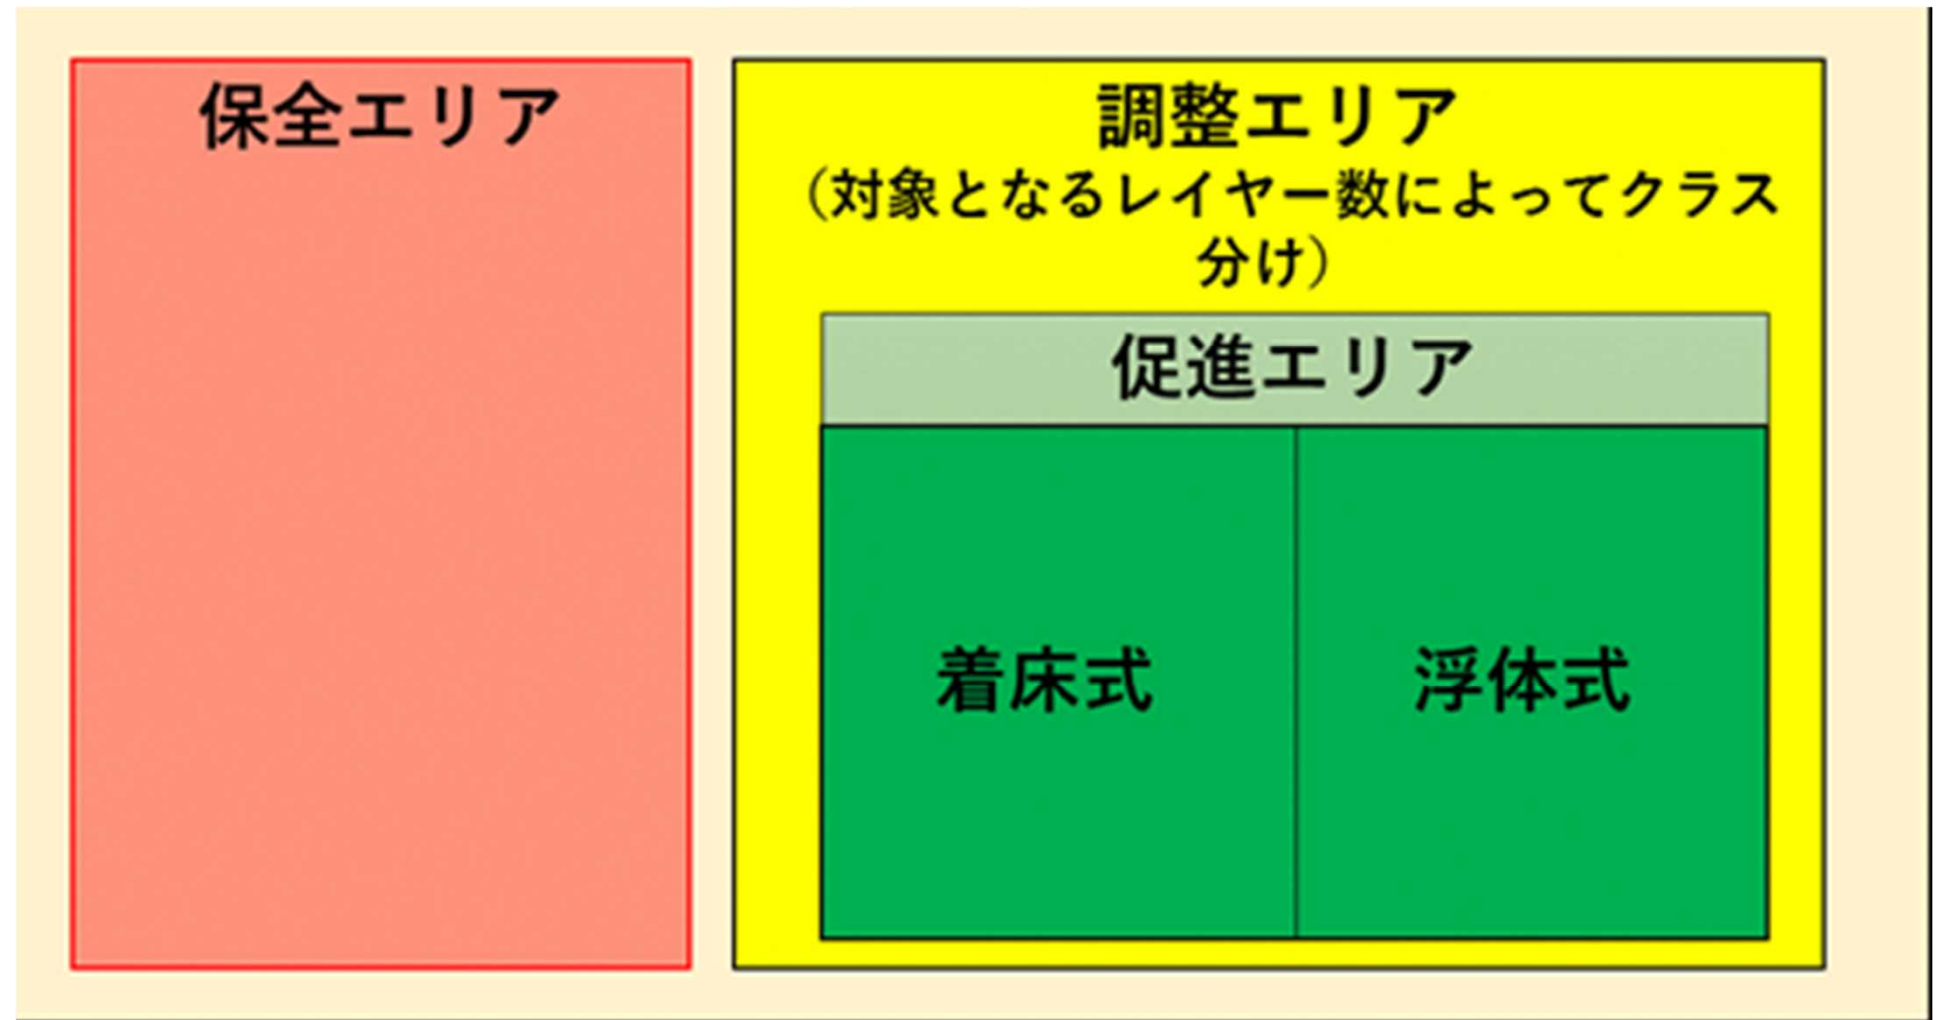 保全エリア
調整エリア
（対象となるレイヤー数によってクラス
分け）
促進エリア
着床式
浮体式